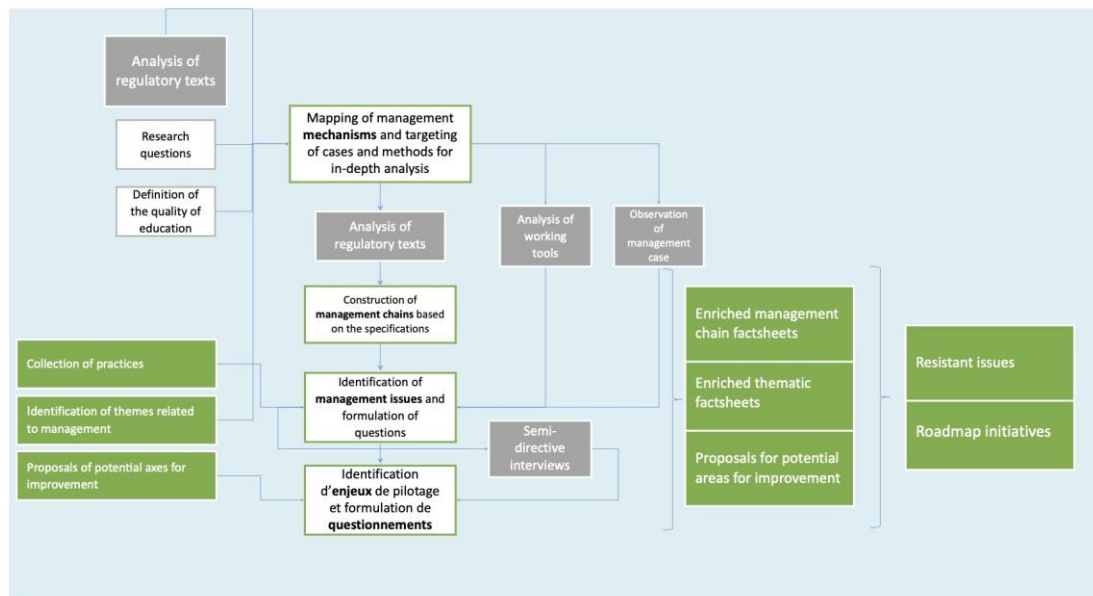 Analysis of
regulatory texts
Research
questions
Definition of
the quality of
education
Mapping of management
mechanisms and targeting
of cases and methods for
in-depth analysis
Analysis of
regulatory texts
Analysis of
working
tools
Observation
of
management
case
Construction of
management chains based
on the specifications
Collection of practices
Identification of themes related
to management
Proposals of potential axes for
improvement
Identification of
management issues and
formulation of
questions
Semi-
directive
interviews
Identification
d'enjeux de pilotage
et formulation de
questionnements
Enriched management
chain factsheets
Enriched thematic
factsheets
Proposals for potential
areas for improvement
Resistant issues
Roadmap initiatives